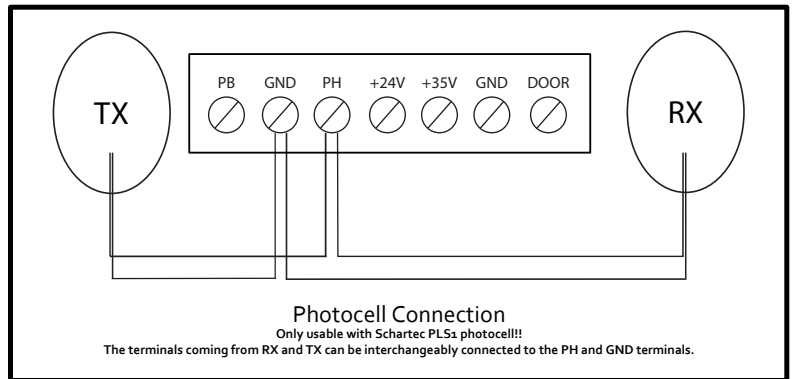 PB GND PH +24V +35V GND DOOR
TX
RX
Photocell Connection
Only usable with Schartec PLS1 photocell!!
The terminals coming from RX and TX can be interchangeably connected to the PH and GND terminals.